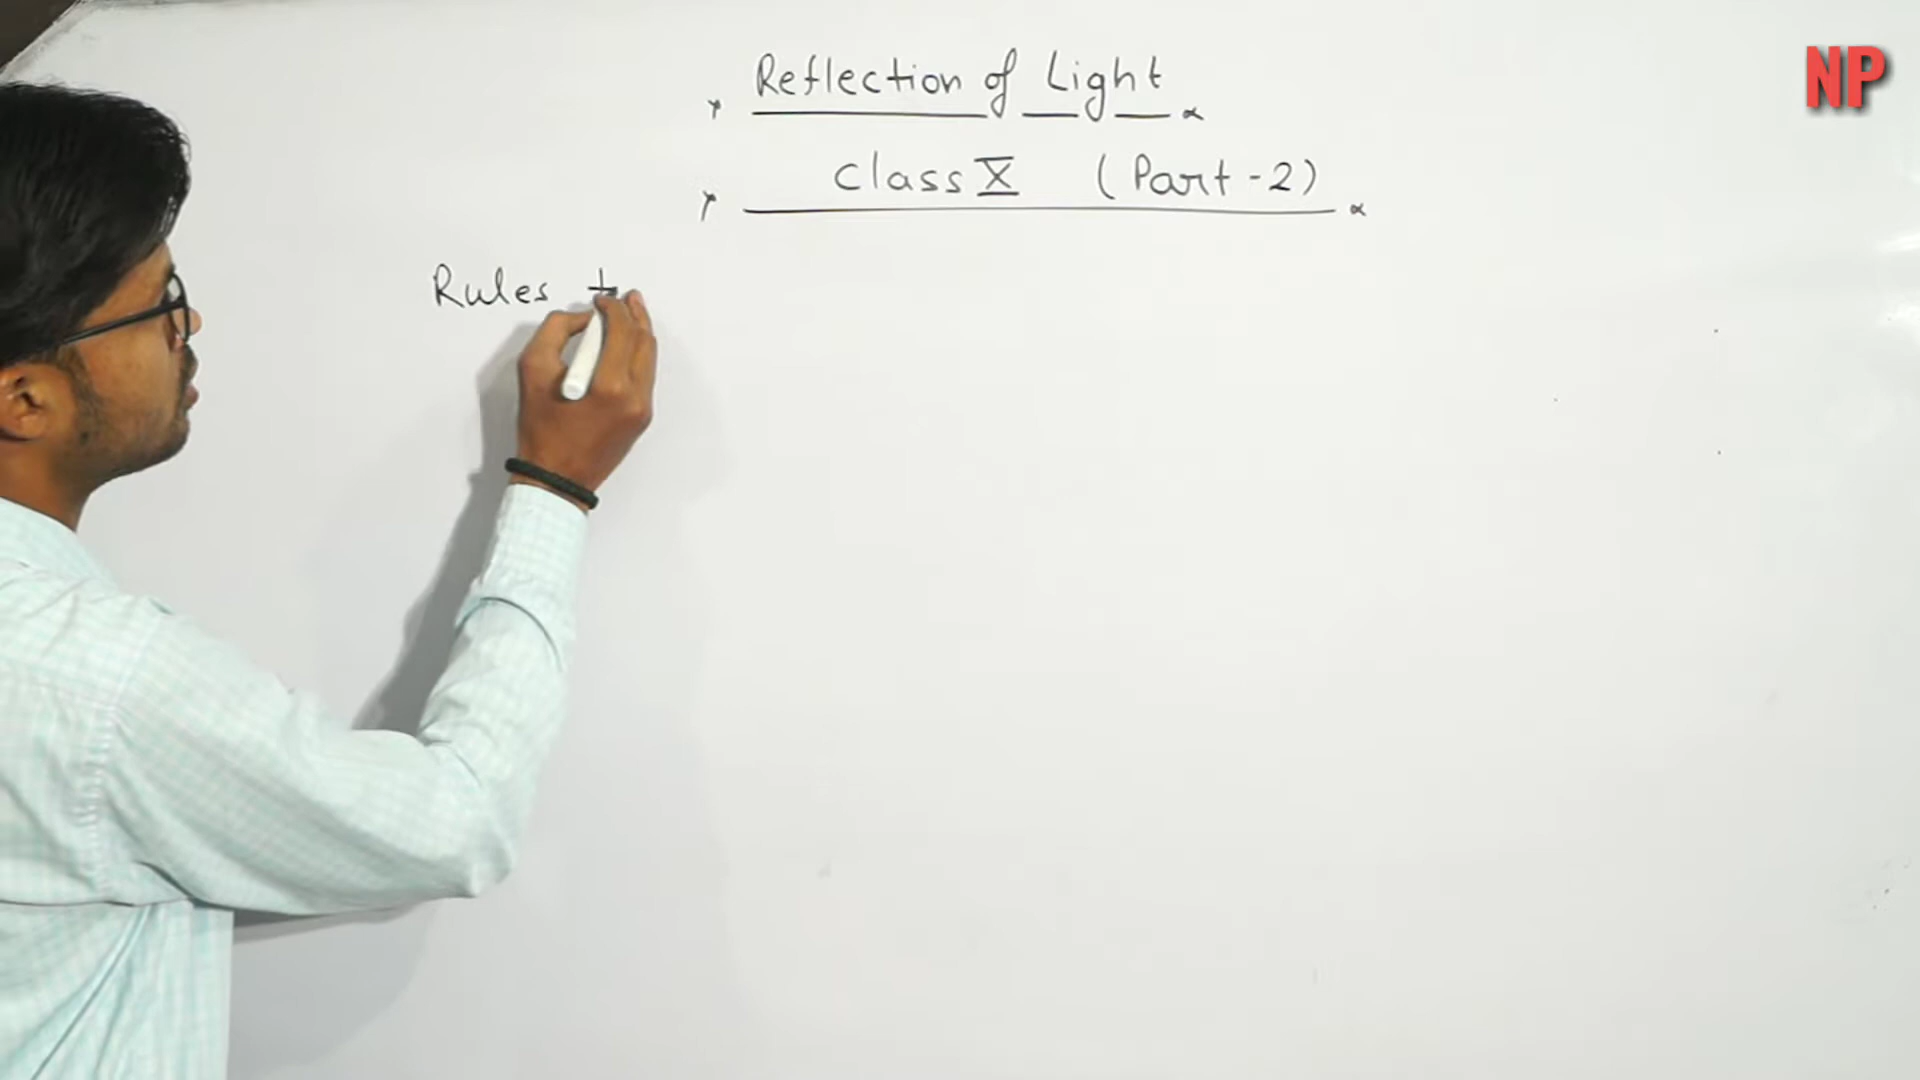 Reflection of Light
NP
Class X (Part-2)
Rules